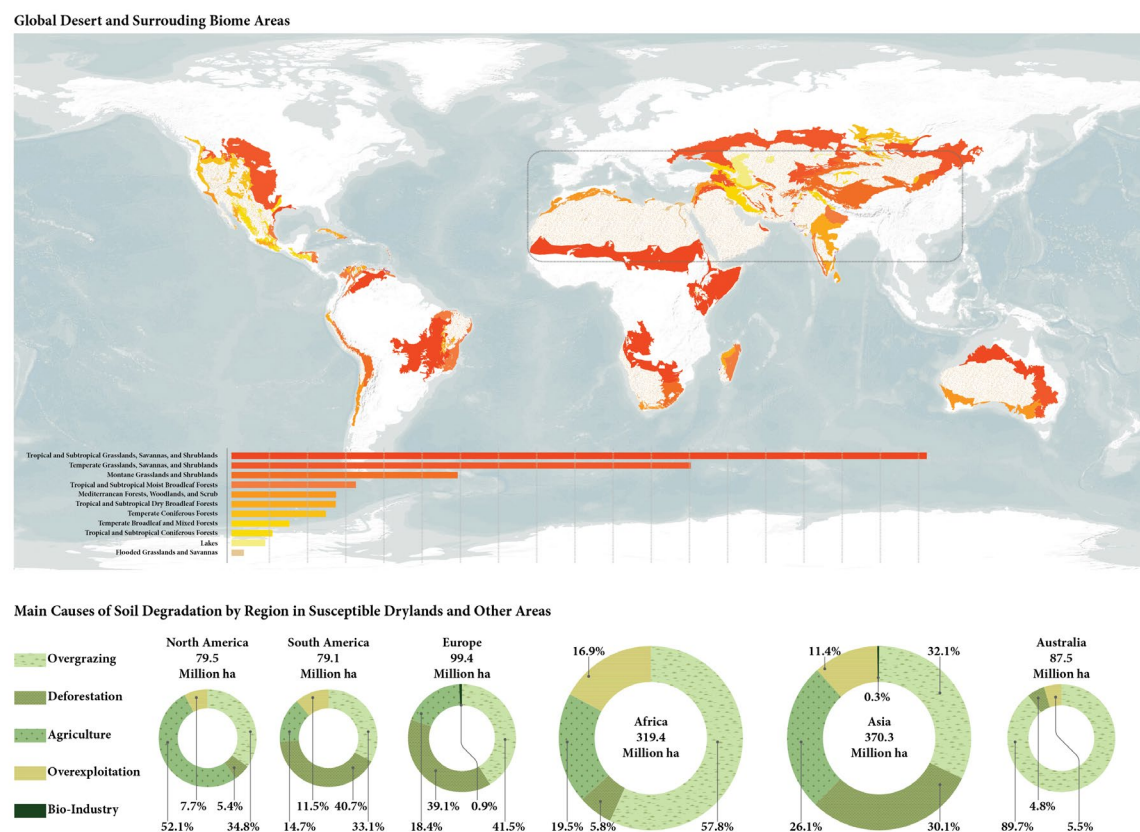 Global Desert and Surrouding Biome Areas
Tropical and Subtropical Grasslands, Savannas, and Shrublands
Temperate Grasslands, Savannas, and Shrublands
Montane Grasslands and Shrublands
Tropical and Subtropical Moist Broadleaf Forests
Mediterranean Forests, Woodlands, and Scrub
Tropical and Subtropical Dry Broadleaf Forests
Temperate Coniferous Forests
Temperate Broadleaf and Mixed Forests
Tropical and Subtropical Coniferous Forests
Lakes
Flooded Grasslands and Savannas
Main Causes of Soil Degradation by Region in Susceptible Drylands and Other Areas
Overgrazing
Deforestation
Agriculture
Overexploitation
Bio-Industry
North America
79.5
Million ha
7.7% 5.4%
52.1% 34.8%
South America
79.1
Million ha
11.5% 40.7%
14.7% 33.1%
Europe
99.4
Million ha
39.1% 0.9%
18.4% 41.5%
16.9%
Africa
319.4
Million ha
19.5% 5.8% 57.8%
11.4% 32.1%
0.3%
Asia
370.3
Million ha
26.1% 30.1%
Australia
87.5
Million ha
4.8%
89.7% 5.5%